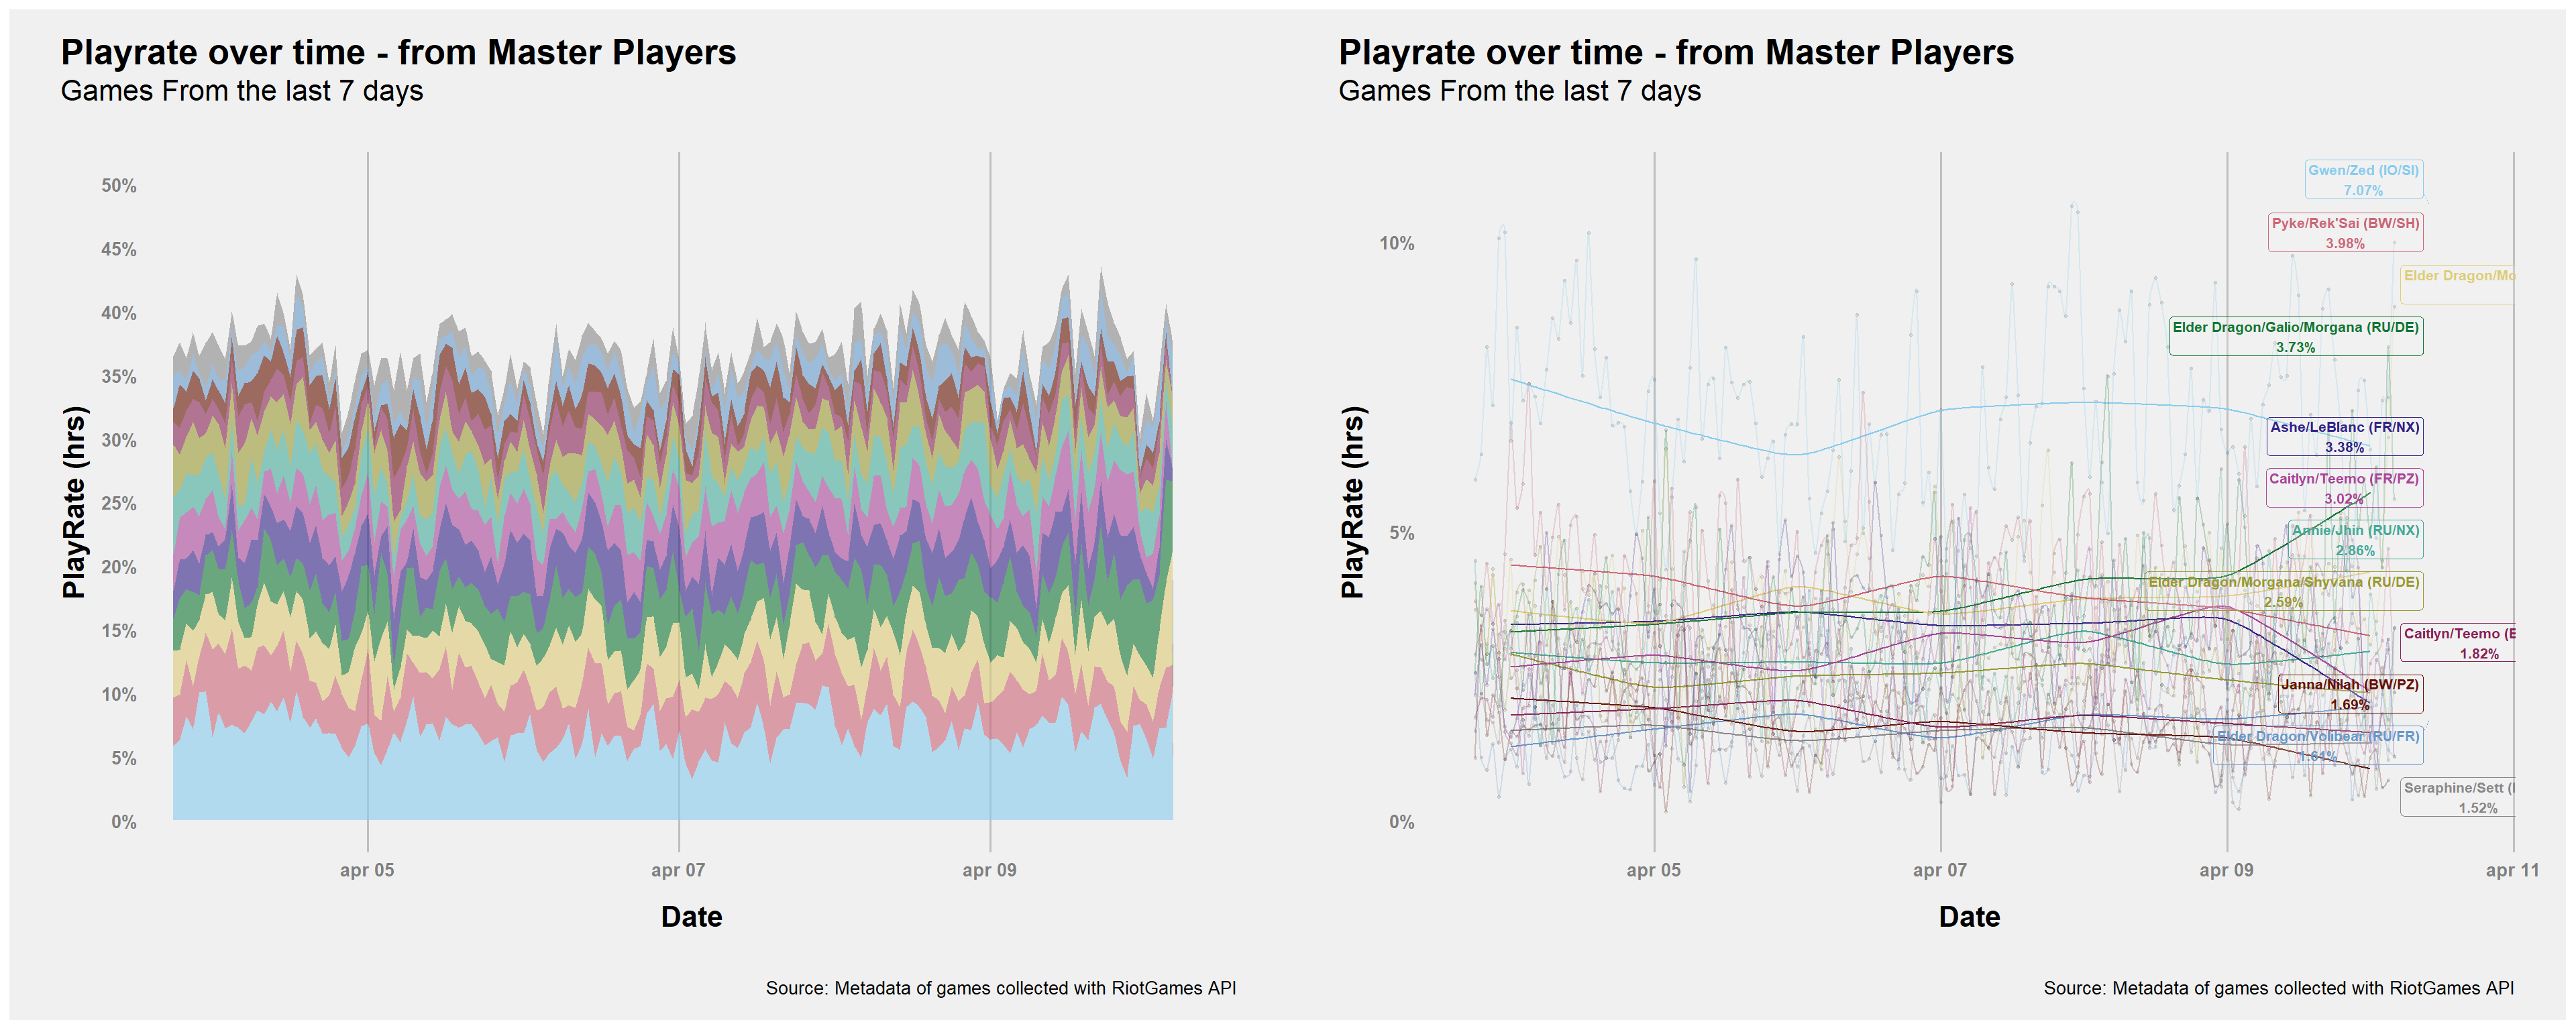 Playrate over time - from Master Players
Games From the last 7 days
50%
45%
40%
35%
30%
25%
20%
15%
10%
5%
0%
PlayRate (hrs)
apr 05
apr 07
apr 09
Date
Source: Metadata of games collected with RiotGames API
Playrate over time - from Master Players
Games From the last 7 days
10%
5%
0%
PlayRate (hrs)
Gwen/Zed (IO/SI)
7.07%
Pyke/Rek'Sai (BW/SH)
3.98%
Elder Dragon/Mo
Elder Dragon/Galio/Morgana (RU/DE)
3.73%
Ashe/LeBlanc (FR/NX)
3.38%
Caitlyn/Teemo (FR/PZ)
3.02%
Annie/Jhin (RU/NX)
2.86%
Elder Dragon/Morgana/Shyvana (RU/DE)
2.59%
Caitlyn/Teemo (
1.82%
Janna/Nilah (BW/PZ)
1.69%
Elder Dragon/Volibear (RU/FR)
1.61%
Seraphine/Sett (
1.52%
apr 05
apr 07
apr 09
apr 11
Date
Source: Metadata of games collected with RiotGames API